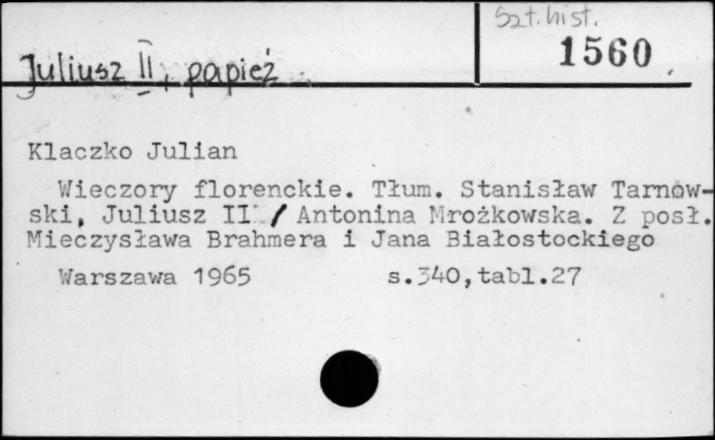 Szt. hist.
1560
Juliusz II, papież
Klaczko Julian
Wieczory florenckie. Tłum. Stanisław Tarnow-
ski, Juliusz II / Antonina Mrożkowska. Z posł.
Mieczysława Brahmera i Jana Białostockiego
Warszawa 1965 s.340,tabl.27